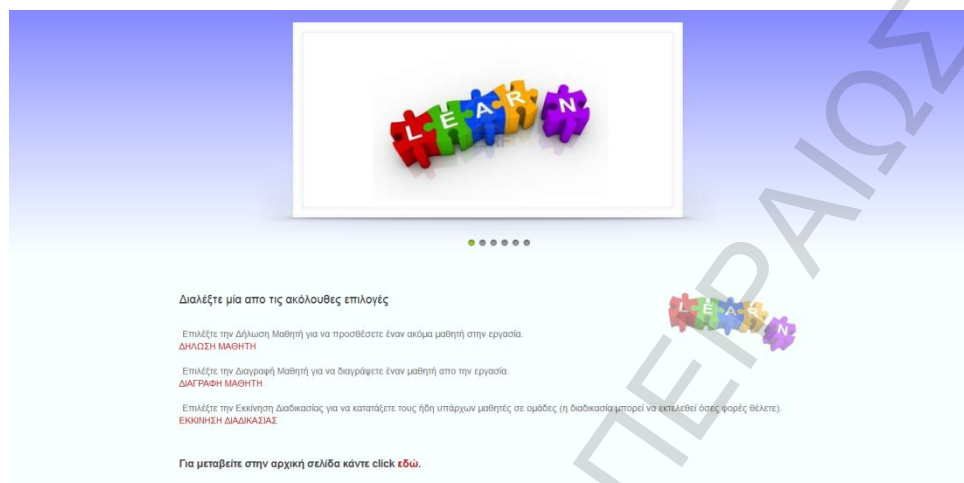 LEARN
Διαλέξτε μία απο τις ακόλουθες επιλογές
LEARN
Επιλέξτε την Δήλωση Μαθητή για να προσθέσετε έναν ακόμα μαθητή στην εργασία.
ΔΗΛΩΣΗ ΜΑΘΗΤΗ
Επιλέξτε την Διαγραφή Μαθητή για να διαγράψετε έναν μαθητή απο την εργασία.
ΔΙΑΓΡΑΦΗ ΜΑΘΗΤΗ
Επιλέξτε την Εκκίνηση Διαδικασίας για να κατατάξετε τους ήδη υπάρχων μαθητές σε ομάδες (η διαδικασία μπορεί να εκτελεθεί όσες φορές θέλετε).
ΕΚΚΙΝΗΣΗ ΔΙΑΔΙΚΑΣΙΑΣ
Για μεταβείτε στην αρχική σελίδα κάντε click εδώ.
ΠΕΙΡΑΙΩΣ